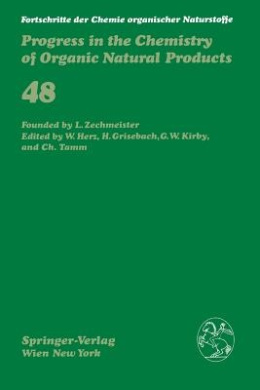 Fortschritte der Chemie organischer Naturstoffe
Progress in the Chemistry
of Organic Natural Products
48
Founded by L. Zechmeister
Edited by W. Herz, H. Grisebach, G. W. Kirby,
and Ch. Tamm
Springer-Verlag
Wien New York